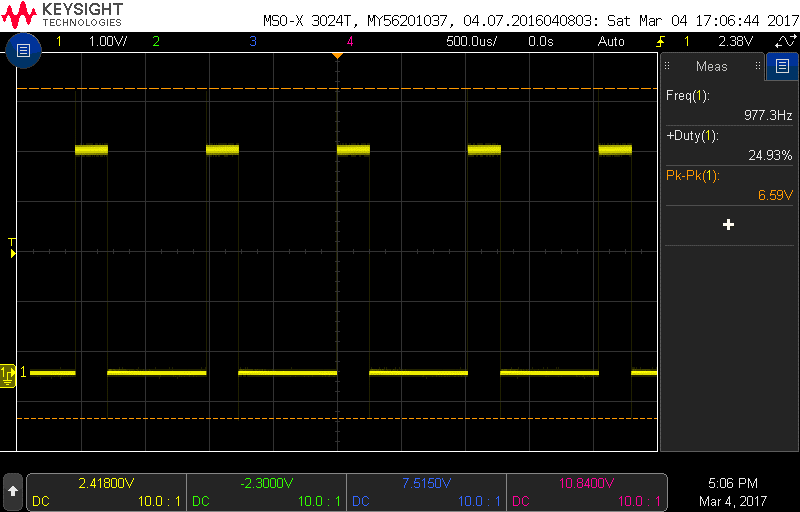 KEYSIGHT
TECHNOLOGIES
MSO-X 3024T, MY56201037, 04.07.2016040803: Sat Mar 04 17:06:44 2017
1 1.00V/ 2 3 4 500.0us/ 0.0s Auto 1 2.38V
Meas
Freq(1):
977.3Hz
+Duty(1):
24.93%
Pk-Pk(1):
6.59V
+
T
1 1
2.41800V -2.3000V 7.5150V 10.8400V
DC 10.0 : 1 DC 10.0 : 1 DC 10.0 : 1 DC 10.0 : 1
5:06 PM
Mar 4, 2017